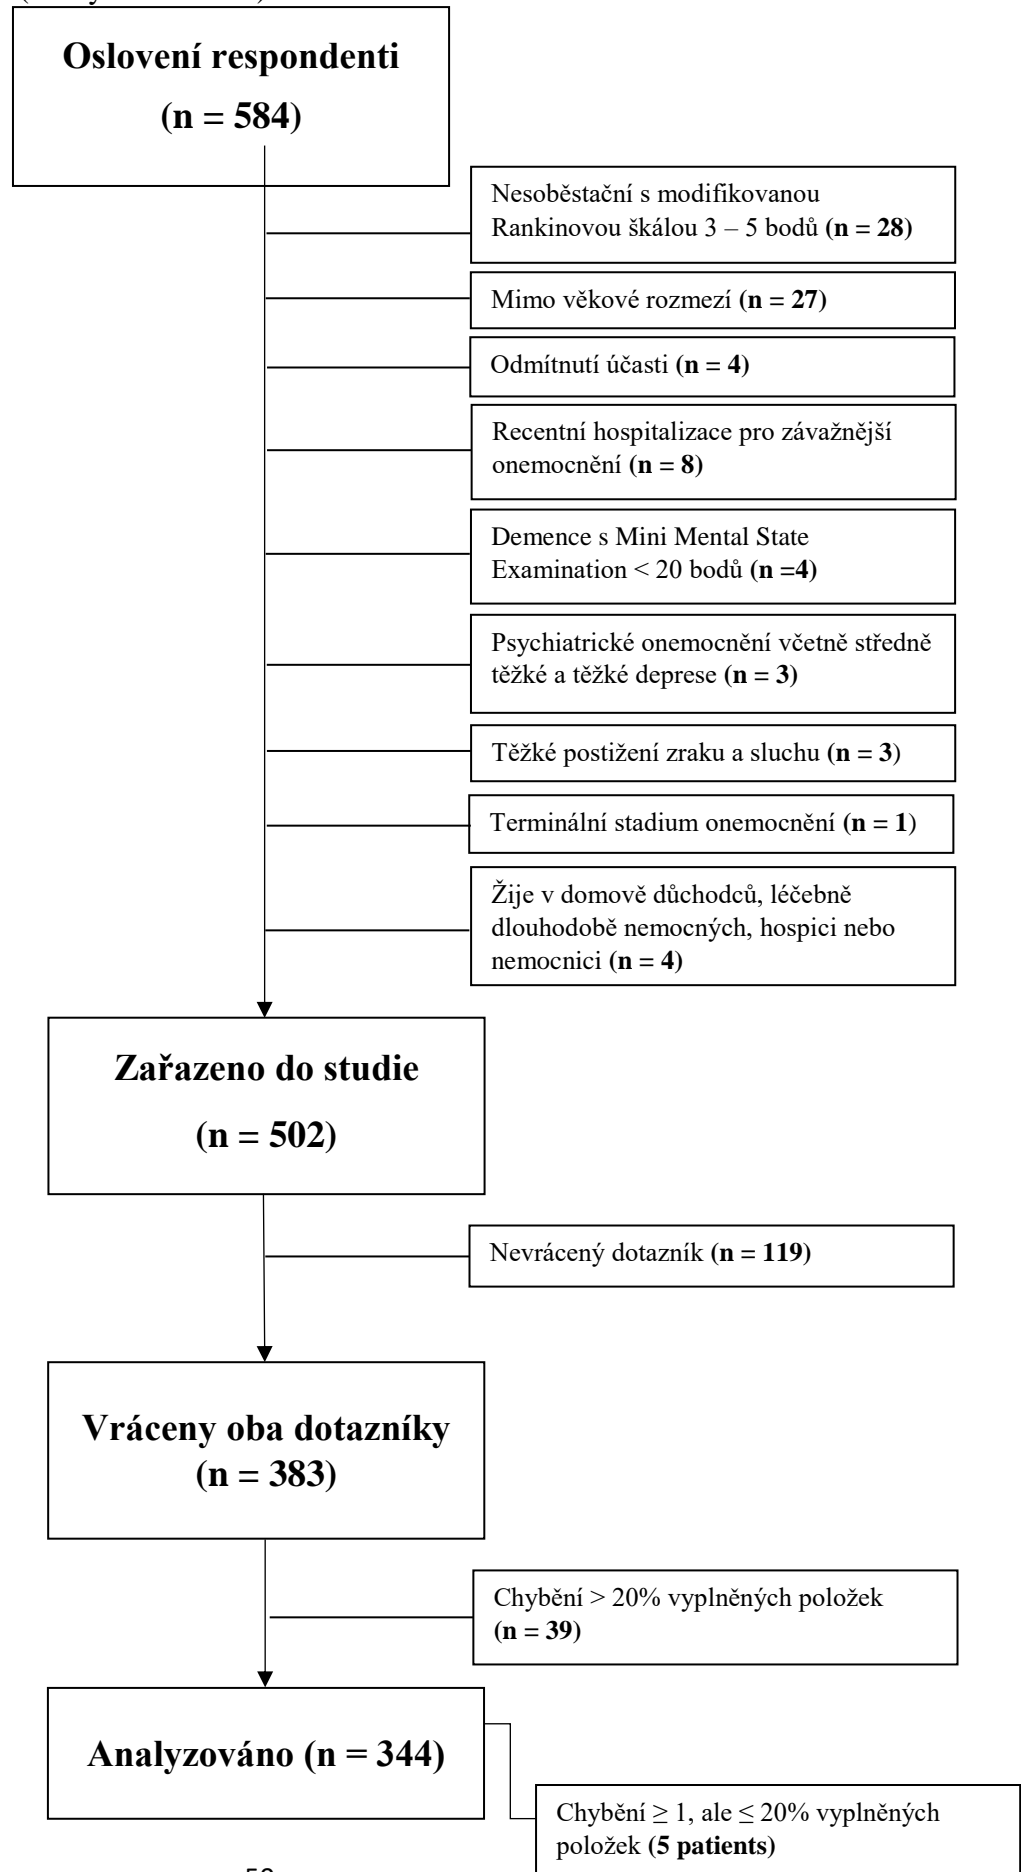 Oslovení respondenti
(n = 584)
Nesoběstační s modifikovanou
Rankinovou škálou 3 – 5 bodů (n = 28)
Mimo věkové rozmezí (n = 27)
Odmítnutí účasti (n = 4)
Recentní hospitalizace pro závažnější
onemocnění (n = 8)
Demence s Mini Mental State
Examination < 20 bodů (n =4)
Psychiatrické onemocnění včetně středně
těžké a těžké deprese (n = 3)
Těžké postižení zraku a sluchu (n = 3)
Terminální stadium onemocnění (n = 1)
Žije v domově důchodců, léčebně
dlouhodobě nemocných, hospici nebo
nemocnici (n = 4)
Zařazeno do studie
(n = 502)
Nevrácený dotazník (n = 119)
Vráceny oba dotazníky
(n = 383)
Chybění > 20% vyplněných položek
(n = 39)
Analyzováno (n = 344)
Chybění ≥ 1, ale ≤ 20% vyplněných
položek (5 patients)